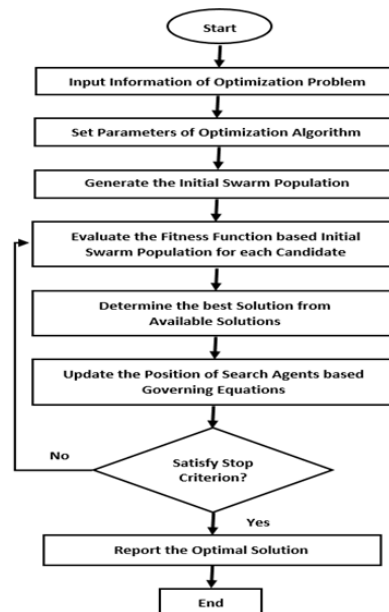 Start
Input Information of Optimization Problem
Set Parameters of Optimization Algorithm
Generate the Initial Swarm Population
Evaluate the Fitness Function based Initial
Swarm Population for each Candidate
Determine the best Solution from
Available Solutions
Update the Position of Search Agents based
Governing Equations
No
Satisfy Stop
Criterion?
Yes
Report the Optimal Solution
End